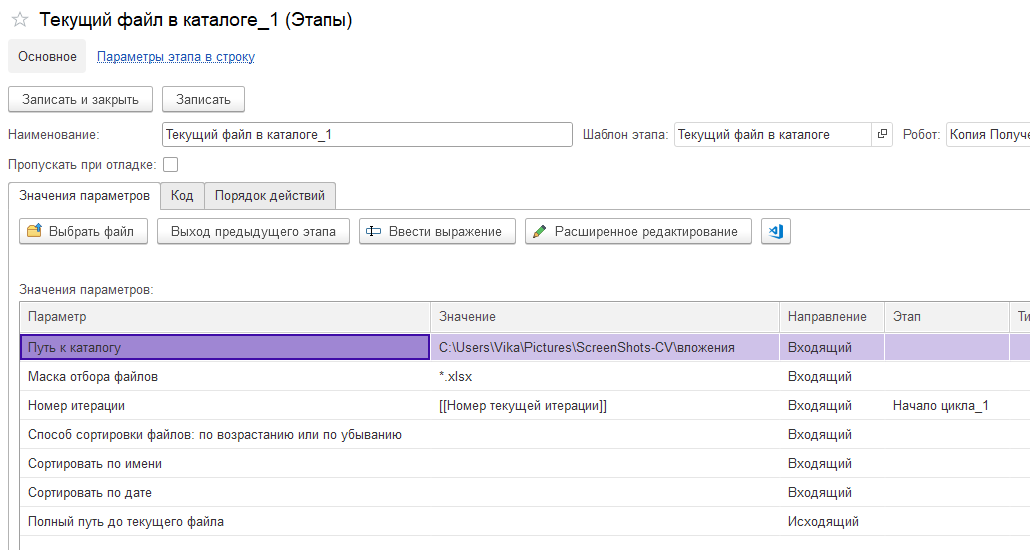 Текущий файл в каталоге_1 (Этапы)
Основное Параметры этапа в строку
Записать и закрыть Записать
Наименование: Текущий файл в каталоге_1 Шаблон этапа: Текущий файл в каталоге Робот: Копия Получе
Пропускать при отладке:
Значения параметров Код Порядок действий
Выбрать файл Выход предыдущего этапа Ввести выражение Расширенное редактирование
Значения параметров:
Параметр Значение Направление Этап Ти
Путь к каталогу C:\Users\Vika\Pictures\ScreenShots-CV\вложения Входящий
Маска отбора файлов *.xlsx Входящий
Номер итерации [[Номер текущей итерации]] Входящий Начало цикла_1
Способ сортировки файлов: по возрастанию или по убыванию Входящий
Сортировать по имени Входящий
Сортировать по дате Входящий
Полный путь до текущего файла Исходящий